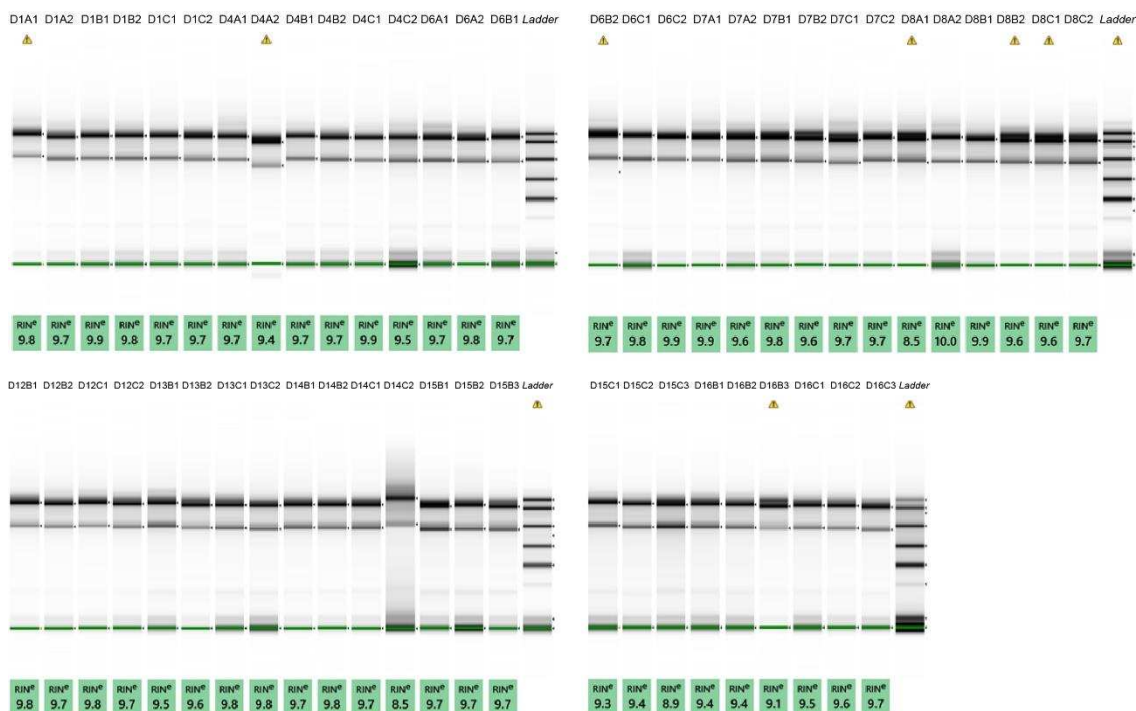 D1A1 D1A2 D1B1 D1B2 D1C1 D1C2 D4A1 D4A2 D4B1 D4B2 D4C1 D4C2 D6A1 D6A2 D6B1 Ladder
RINe RINe RINe RINe RINe RINe RINe RINe RINe RINe RINe RINe RINe RINe RINe
9.8 9.7 9.9 9.8 9.7 9.7 9.7 9.4 9.7 9.7 9.9 9.5 9.7 9.8 9.7
D6B2 D6C1 D6C2 D7A1 D7A2 D7B1 D7B2 D7C1 D7C2 D8A1 D8A2 D8B1 D8B2 D8C1 D8C2 Ladder
RINe RINe RINe RINe RINe RINe RINe RINe RINe RINe RINe RINe RINe RINe RINe
9.7 9.8 9.9 9.9 9.6 9.8 9.6 9.7 9.7 8.5 10.0 9.9 9.6 9.6 9.7
D12B1 D12B2 D12C1 D12C2 D13B1 D13B2 D13C1 D13C2 D14B1 D14B2 D14C1 D14C2 D15B1 D15B2 D15B3 Ladder
RINe RINe RINe RINe RINe RINe RINe RINe RINe RINe RINe RINe RINe RINe RINe
9.8 9.7 9.8 9.7 9.5 9.6 9.8 9.8 9.7 9.8 9.7 8.5 9.7 9.7 9.7
D15C1 D15C2 D15C3 D16B1 D16B2 D16B3 D16C1 D16C2 D16C3 Ladder
RINe RINe RINe RINe RINe RINe RINe RINe RINe
9.3 9.4 8.9 9.4 9.4 9.1 9.5 9.6 9.7